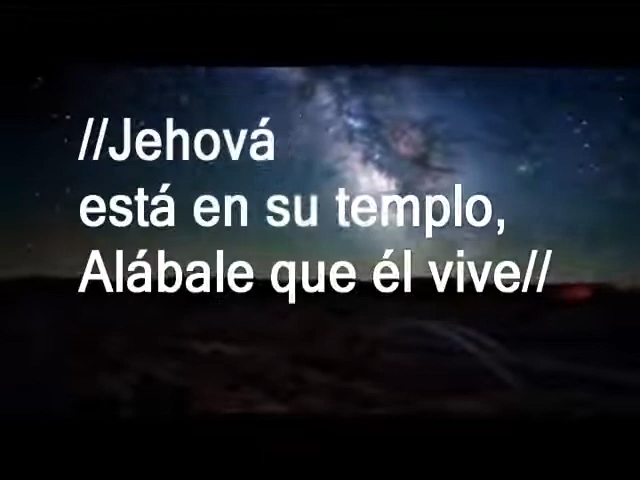 //Jehová
está en su templo,
Alábale que él vive//